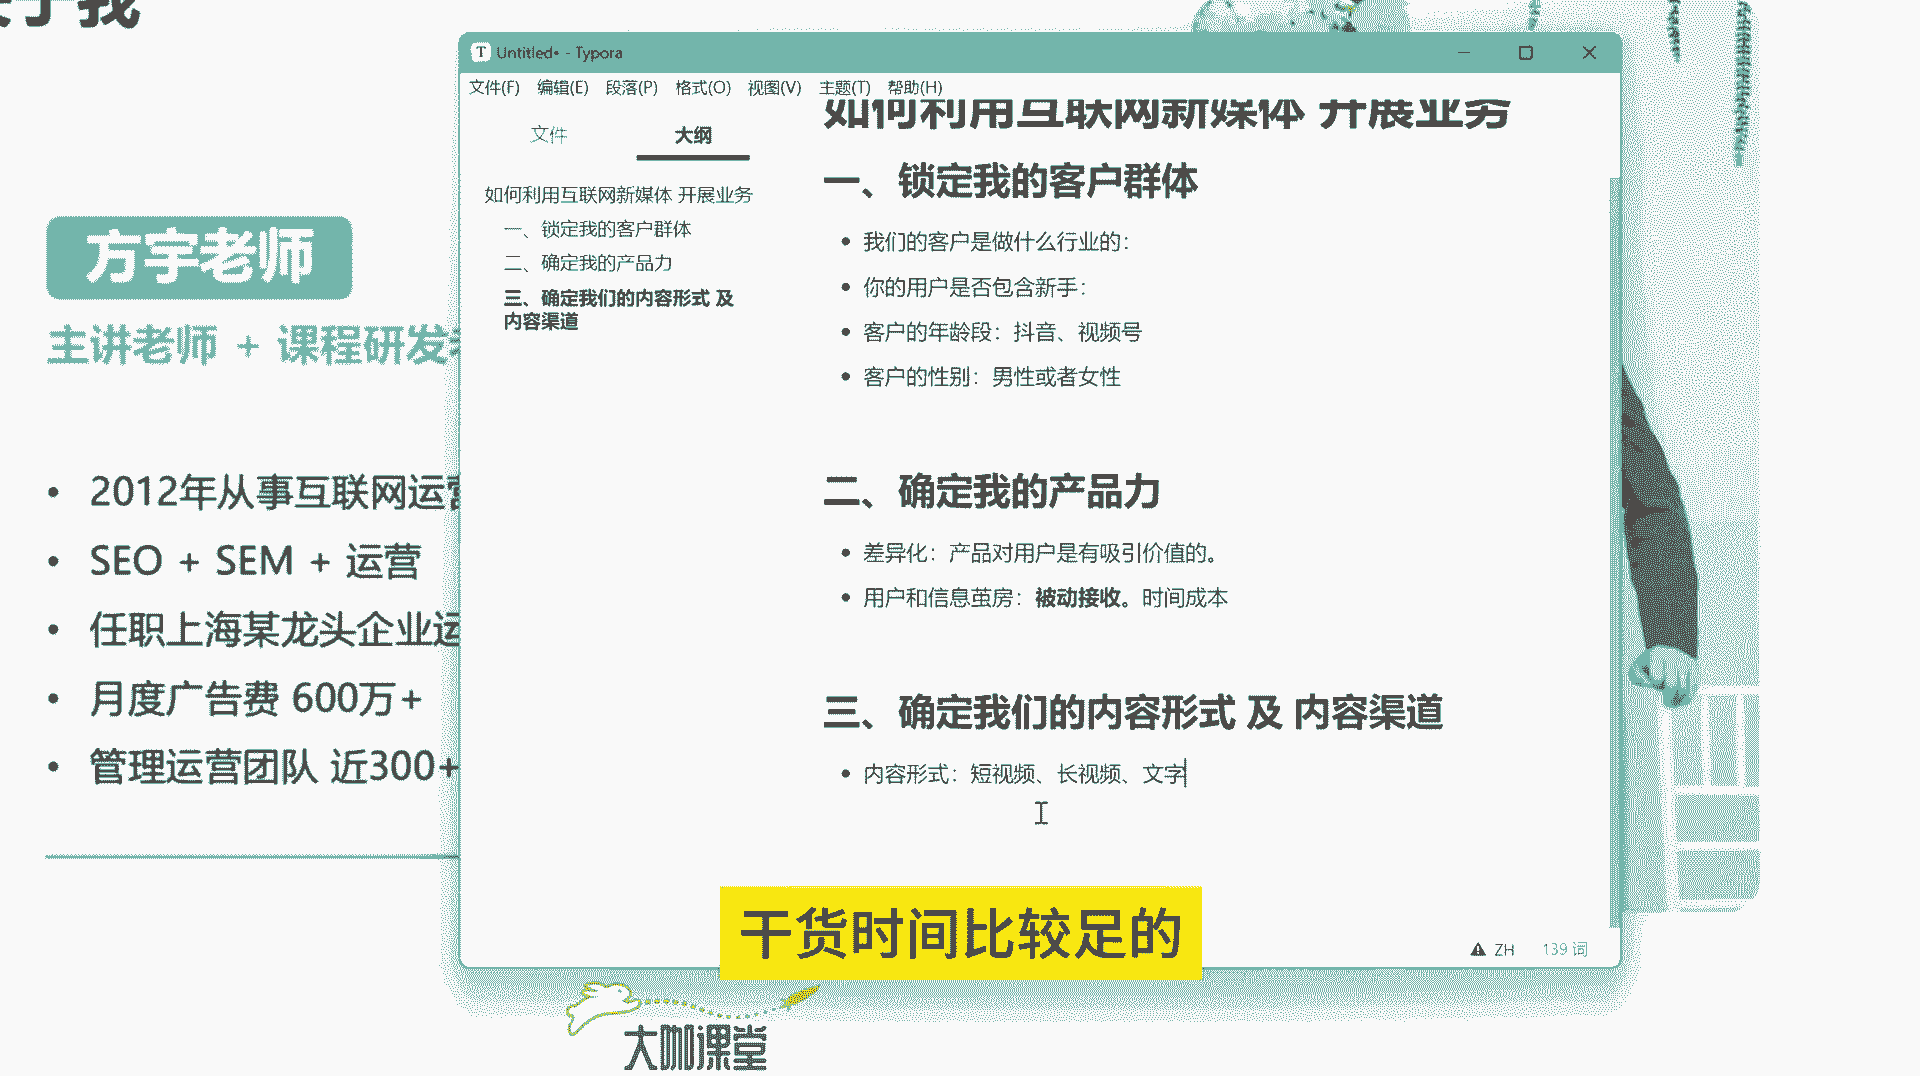 于我
Untitled• - Typora
文件(F) 编辑(E) 段落(P) 格式(O) 视图(V) 主题(T) 帮助(H)
文件 大纲
如何利用互联网新媒体 开展业务
一、锁定我的客户群体
二、确定我的产品力
三、确定我们的内容形式 及
内容渠道
如何利用互联网新媒体 开展业务
一、锁定我的客户群体
我们的客户是做什么行业的：
你的用户是否包含新手：
客户的年龄段：抖音、视频号
客户的性别：男性或者女性
二、确定我的产品力
差异化：产品对用户是有吸引价值的。
用户和信息茧房：被动接收。时间成本
三、确定我们的内容形式 及 内容渠道
内容形式：短视频、长视频、文字
ZH 139 词
方宇老师
主讲老师 + 课程研发
2012年从事互联网运营
SEO + SEM + 运营
任职上海某龙头企业运
月度广告费 600万+
管理运营团队 近300+
干货时间比较足的
大咖课堂